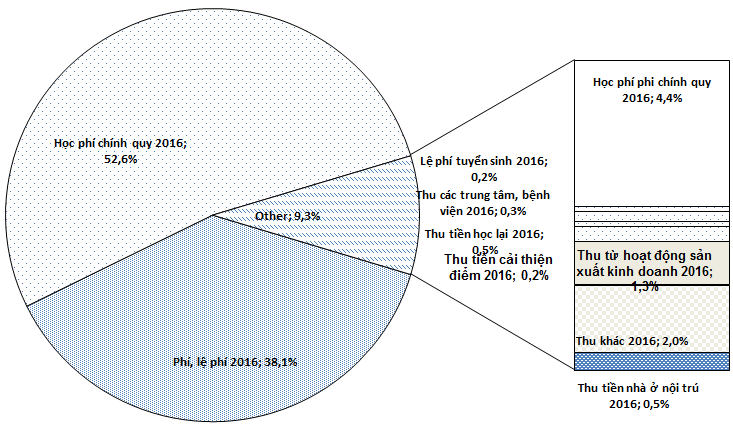 Học phí chính quy 2016;
52,6%
Other; 9,3%
Phí, lệ phí 2016; 38,1%
Lệ phí tuyển sinh 2016;
0,2%
Thu các trung tâm, bệnh
viện 2016; 0,3%
Thu tiền học lại 2016;
0,5%
Thu tiền cải thiện
điểm 2016; 0,2%
Học phí phi chính quy
2016; 4,4%
Thu từ hoạt động sản
xuất kinh doanh 2016;
1,3%
Thu khác 2016; 2,0%
Thu tiền nhà ở nội trú
2016; 0,5%